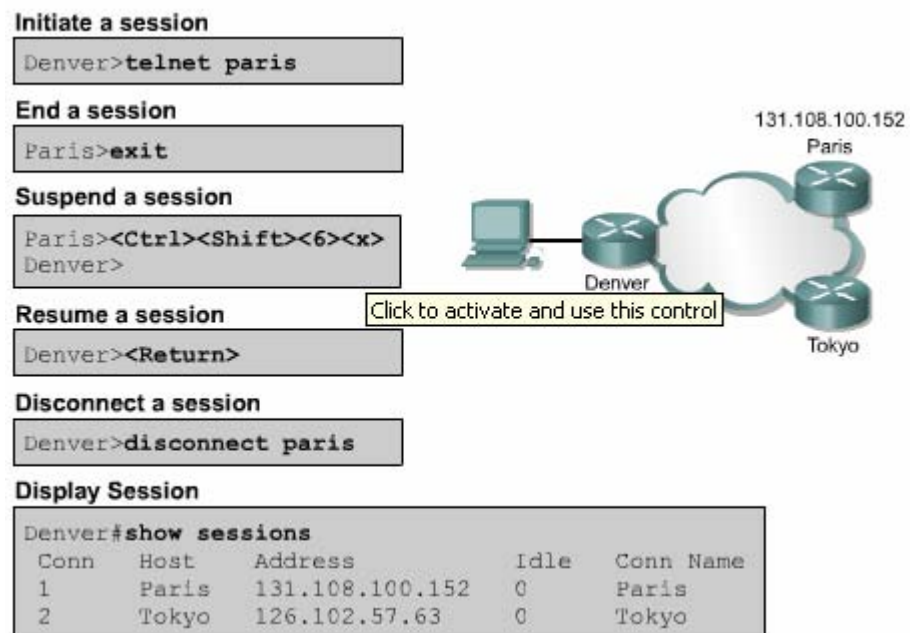 Initiate a session
Denver>telnet paris
End a session
Paris>exit
Suspend a session
Paris><Ctrl><Shift><6><x>
Denver>
Resume a session
Denver><Return>
Disconnect a session
Denver>disconnect paris
Display Session
Denver#show sessions
Conn Host Address Idle Conn Name
1 Paris 131.108.100.152 0 Paris
2 Tokyo 126.102.57.63 0 Tokyo
131.108.100.152
Paris
Denver
Click to activate and use this control
Tokyo